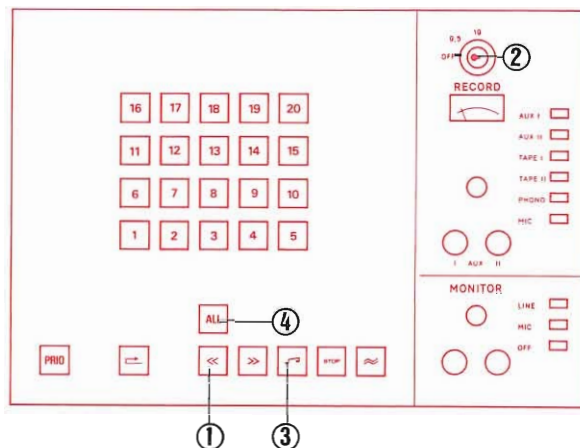 9,5 19
OFF
②
RECORD
16 17 18 19 20
11 12 13 14 15
6 7 8 9 10
1 2 3 4 5
AUX I
AUX II
TAPE I
TAPE II
PHONO
MIC
I AUX II
MONITOR
LINE
MIC
OFF
ALL
④
PRIO
<<
>>
STOP
①
③